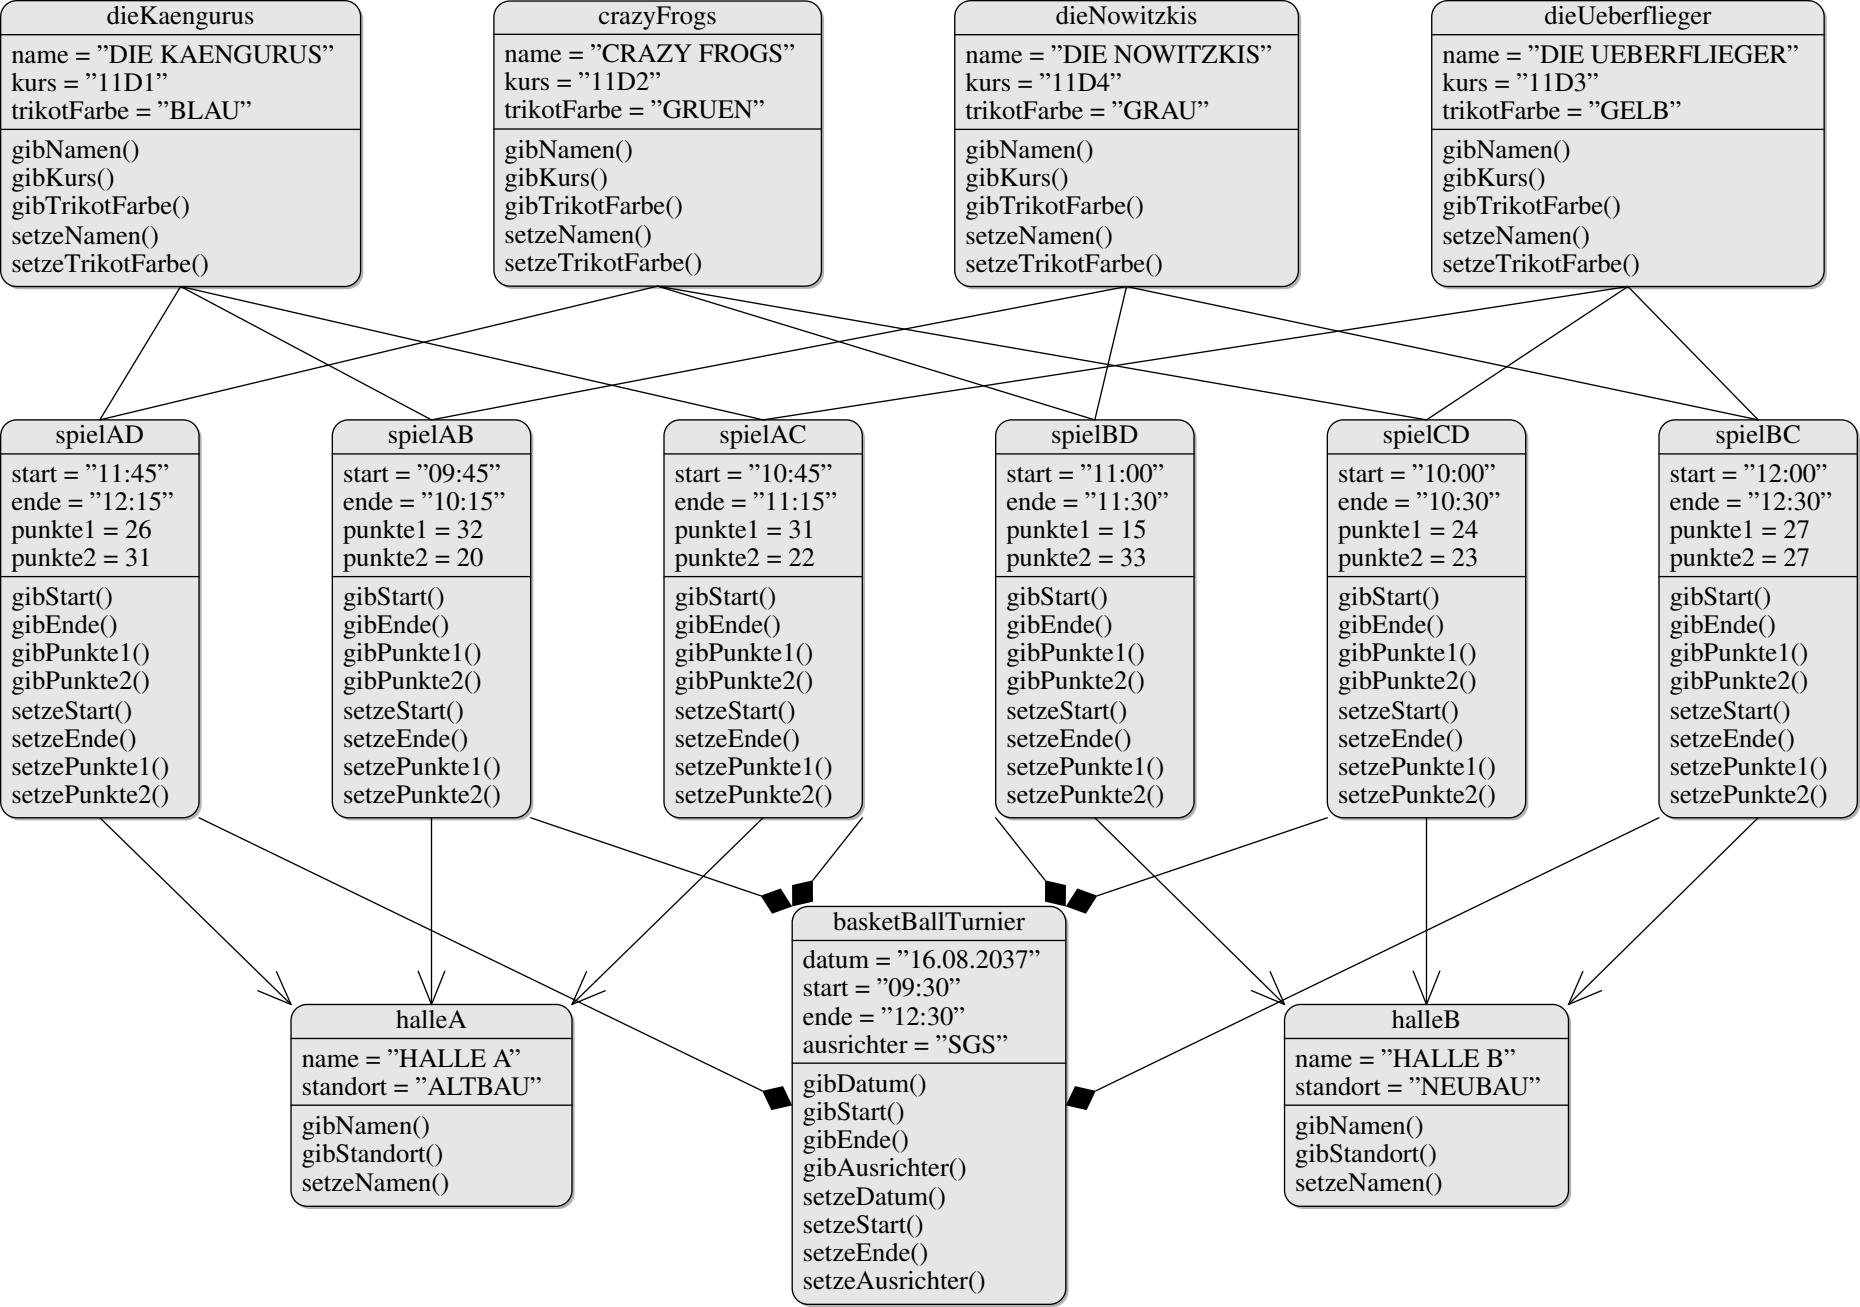 dieKaengurus
name = ”DIE KAENGURUS”
kurs = ”11D1”
trikotFarbe = ”BLAU”
gibNamen()
gibKurs()
gibTrikotFarbe()
setzeNamen()
setzeTrikotFarbe()
crazyFrogs
name = ”CRAZY FROGS”
kurs = ”11D2”
trikotFarbe = ”GRUEN”
gibNamen()
gibKurs()
gibTrikotFarbe()
setzeNamen()
setzeTrikotFarbe()
dieNowitzkis
name = ”DIE NOWITZKIS”
kurs = ”11D4”
trikotFarbe = ”GRAU”
gibNamen()
gibKurs()
gibTrikotFarbe()
setzeNamen()
setzeTrikotFarbe()
dieUeberflieger
name = ”DIE UEBERFLIEGER”
kurs = ”11D3”
trikotFarbe = ”GELB”
gibNamen()
gibKurs()
gibTrikotFarbe()
setzeNamen()
setzeTrikotFarbe()
spielAD
start = ”11:45”
ende = ”12:15”
punkte1 = 26
punkte2 = 31
gibStart()
gibEnde()
gibPunkte1()
gibPunkte2()
setzeStart()
setzeEnde()
setzePunkte1()
setzePunkte2()
spielAB
start = ”09:45”
ende = ”10:15”
punkte1 = 32
punkte2 = 20
gibStart()
gibEnde()
gibPunkte1()
gibPunkte2()
setzeStart()
setzeEnde()
setzePunkte1()
setzePunkte2()
spielAC
start = ”10:45”
ende = ”11:15”
punkte1 = 31
punkte2 = 22
gibStart()
gibEnde()
gibPunkte1()
gibPunkte2()
setzeStart()
setzeEnde()
setzePunkte1()
setzePunkte2()
spielBD
start = ”11:00”
ende = ”11:30”
punkte1 = 15
punkte2 = 33
gibStart()
gibEnde()
gibPunkte1()
gibPunkte2()
setzeStart()
setzeEnde()
setzePunkte1()
setzePunkte2()
spielCD
start = ”10:00”
ende = ”10:30”
punkte1 = 24
punkte2 = 23
gibStart()
gibEnde()
gibPunkte1()
gibPunkte2()
setzeStart()
setzeEnde()
setzePunkte1()
setzePunkte2()
spielBC
start = ”12:00”
ende = ”12:30”
punkte1 = 27
punkte2 = 27
gibStart()
gibEnde()
gibPunkte1()
gibPunkte2()
setzeStart()
setzeEnde()
setzePunkte1()
setzePunkte2()
halleA
name = ”HALLE A”
standort = ”ALTBAU”
gibNamen()
gibStandort()
setzeNamen()
basketBallTurnier
datum = ”16.08.2037”
start = ”09:30”
ende = ”12:30”
ausrichter = ”SGS”
gibDatum()
gibStart()
gibEnde()
gibAusrichter()
setzeDatum()
setzeStart()
setzeEnde()
setzeAusrichter()
halleB
name = ”HALLE B”
standort = ”NEUBAU”
gibNamen()
gibStandort()
setzeNamen()